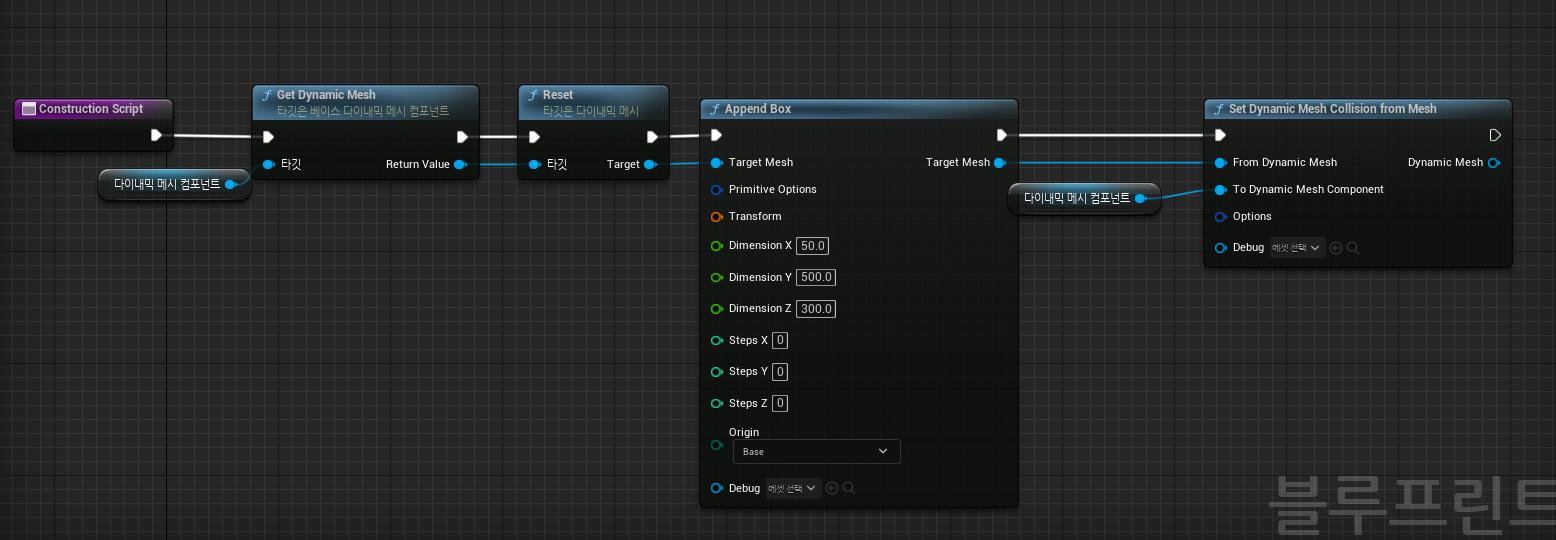 Construction Script
다이내믹 메시 컴포넌트
f Get Dynamic Mesh
타깃은 베이스 다이내믹 메시 컴포넌트
타깃
Return Value
f Reset
타깃은 다이내믹 메시
타깃
Target
f Append Box
Target Mesh
Target Mesh
Primitive Options
Transform
Dimension X 50.0
Dimension Y 500.0
Dimension Z 300.0
Steps X 0
Steps Y 0
Steps Z 0
Origin
Base
Debug 에셋 선택
다이내믹 메시 컴포넌트
f Set Dynamic Mesh Collision from Mesh
From Dynamic Mesh
Dynamic Mesh
To Dynamic Mesh Component
Options
Debug 에셋 선택
블루프린트